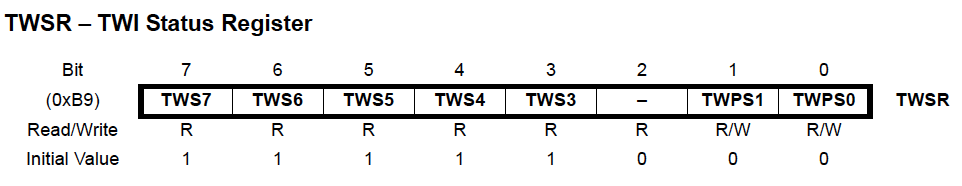 TWSR – TWI Status Register
Bit 7 6 5 4 3 2 1 0
(0xB9) TWS7 TWS6 TWS5 TWS4 TWS3 – TWPS1 TWPS0 TWSR
Read/Write R R R R R R R/W R/W
Initial Value 1 1 1 1 1 0 0 0